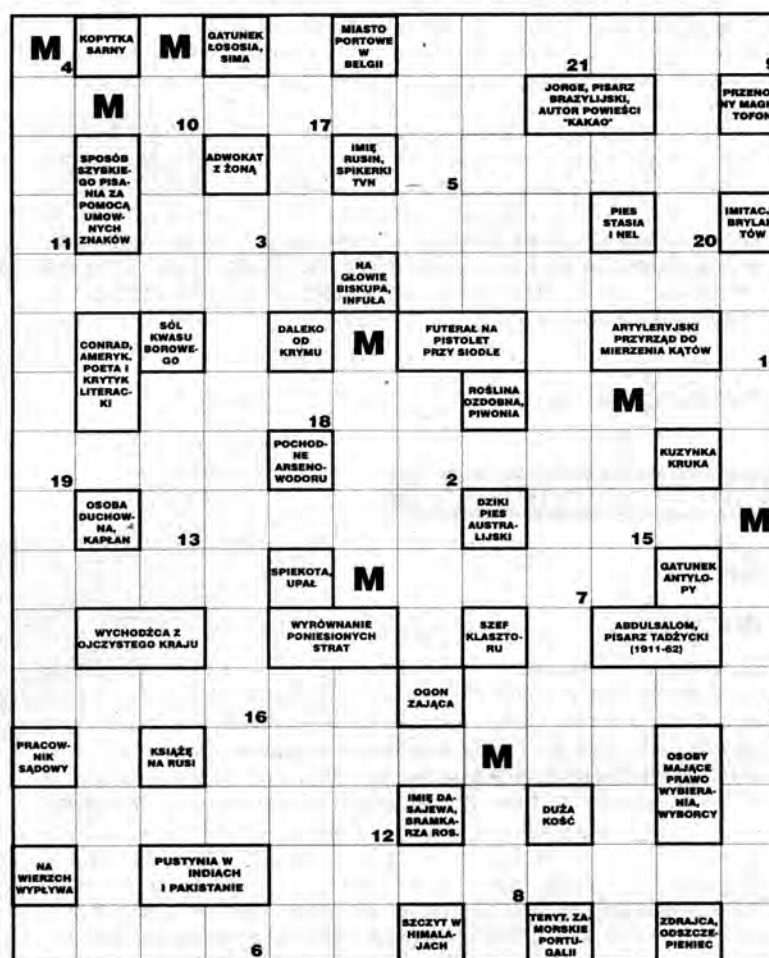 M
4
KOPYTKA
SARNY
M
GATUNEK
ŁOSOSIA,
SIMA
MIASTO
PORTOWE
W
BELGII
21
M
10
17
JORGE, PISARZ
BRAZYLIJSKI,
AUTOR POWIEŚCI
"KAKAO"
SPOSÓB
SZYBKIE-
GO PISA-
NIA ZA
POMOCĄ
UMOW-
NYCH
ZNAKÓW
ADWOKAT
Z ŻONĄ
IMIĘ
RUSIN,
SPIKERKI
TVN
5
11
3
PIES
STASIA
I NEL
20
NA
GŁOWIE
BISKUPA,
INFUŁA
CONRAD,
AMERYK.
POETA I
KRYTYK
LITERAC-
KI
SÓL
KWASU
BOROWE-
GO
DALEKO
OD
KRYMU
M
FUTERAŁ NA
PISTOLET
PRZY SIODLE
ARTYLERYJSKI
PRZYRZĄD DO
MIERZENIA KĄTÓW
18
ROŚLINA
OZDOBNA,
PIWONIA
M
19
POCHOD-
NE
ARSENO-
WODORU
2
KUZYNKA
KRUKA
OSOBA
DUCHOW-
NA,
KAPŁAN
13
DZIKI
PIES
AUSTRA-
LIJSKI
15
M
SPIEKOTA,
UPAŁ
M
7
GATUNEK
ANTYLO-
PY
WYCHODŹCA Z
OJCZYSTEGO KRAJU
WYRÓWNANIE
PONIESIONYCH
STRAT
SZEF
KLASZTO-
RU
ABDULSALOM,
PISARZ TADŻYCKI
(1911-62)
16
OGON
ZAJĄCA
PRACOW-
NIK
SĄDOWY
KSIĄŻĘ
NA RUSI
M
OSOBY
MAJĄCE
PRAWO
WYBIERA-
NIA,
WYBORCY
12
IMIĘ DA-
SAJEWA,
BRAMKA-
RZA ROS.
DUŻA
KOŚĆ
NA
WIERZCH
WYPŁYWA
PUSTYNIA W
INDIACH
I PAKISTANIE
8
6
SZCZYT W
HIMALA-
JACH
TERYT. ZA-
MORSKIE
PORTU-
GALII
ZDRAJCA,
ODSZCZE-
PIENIEC